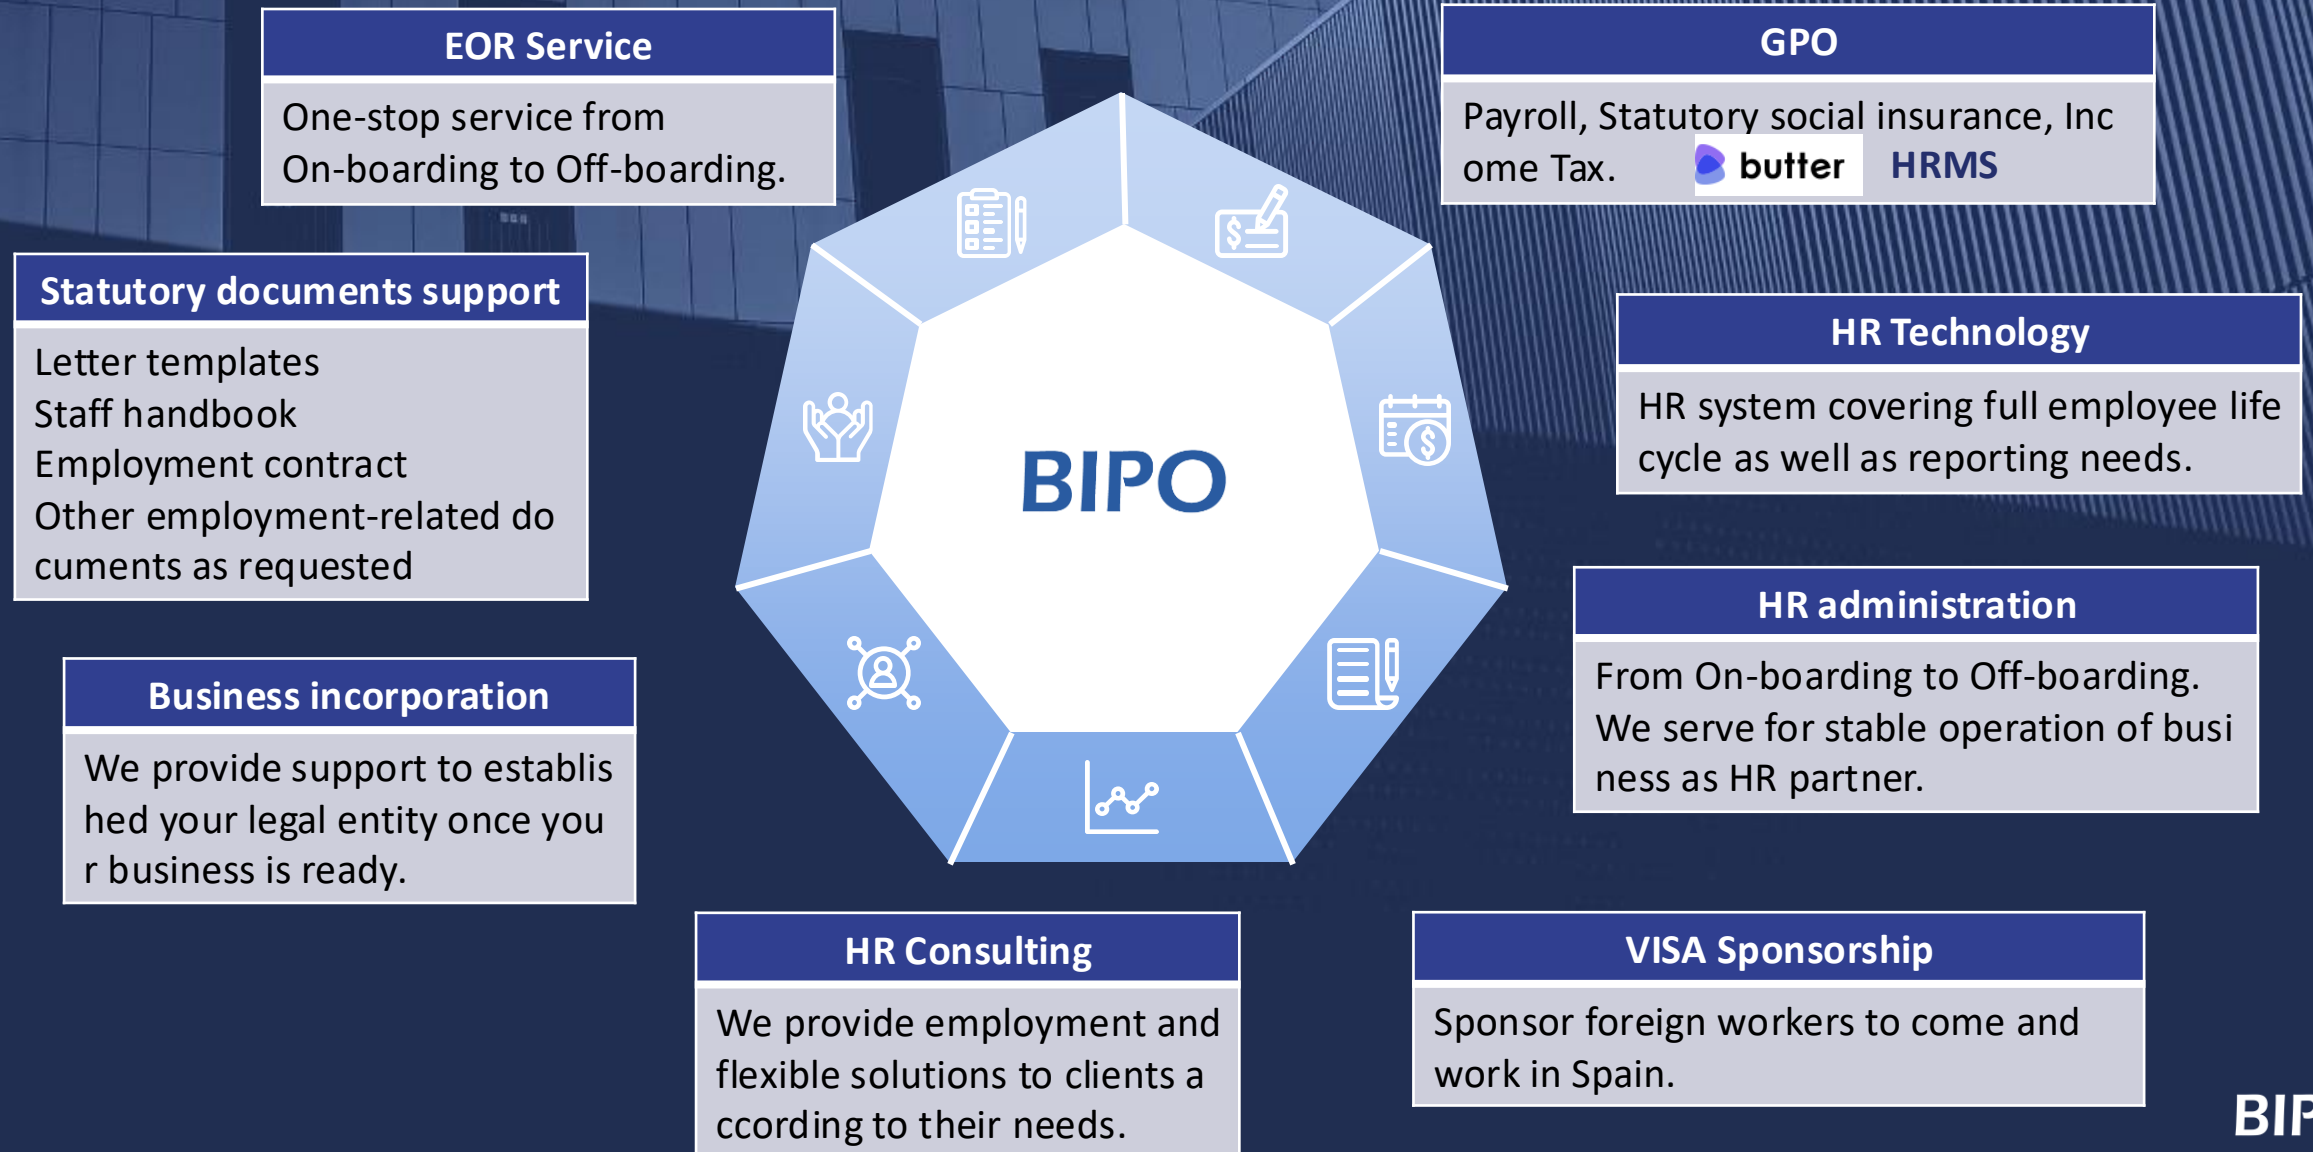 EOR Service
One-stop service from
On-boarding to Off-boarding.
GPO
Payroll, Statutory social insurance, Inc
ome Tax.
butter
HRMS
Statutory documents support
Letter templates
Staff handbook
Employment contract
Other employment-related do
cuments as requested
HR Technology
HR system covering full employee life
cycle as well as reporting needs.
BIPO
HR administration
From On-boarding to Off-boarding.
We serve for stable operation of busi
ness as HR partner.
Business incorporation
We provide support to establis
hed your legal entity once you
r business is ready.
HR Consulting
We provide employment and
flexible solutions to clients a
ccording to their needs.
VISA Sponsorship
Sponsor foreign workers to come and
work in Spain.
BIP